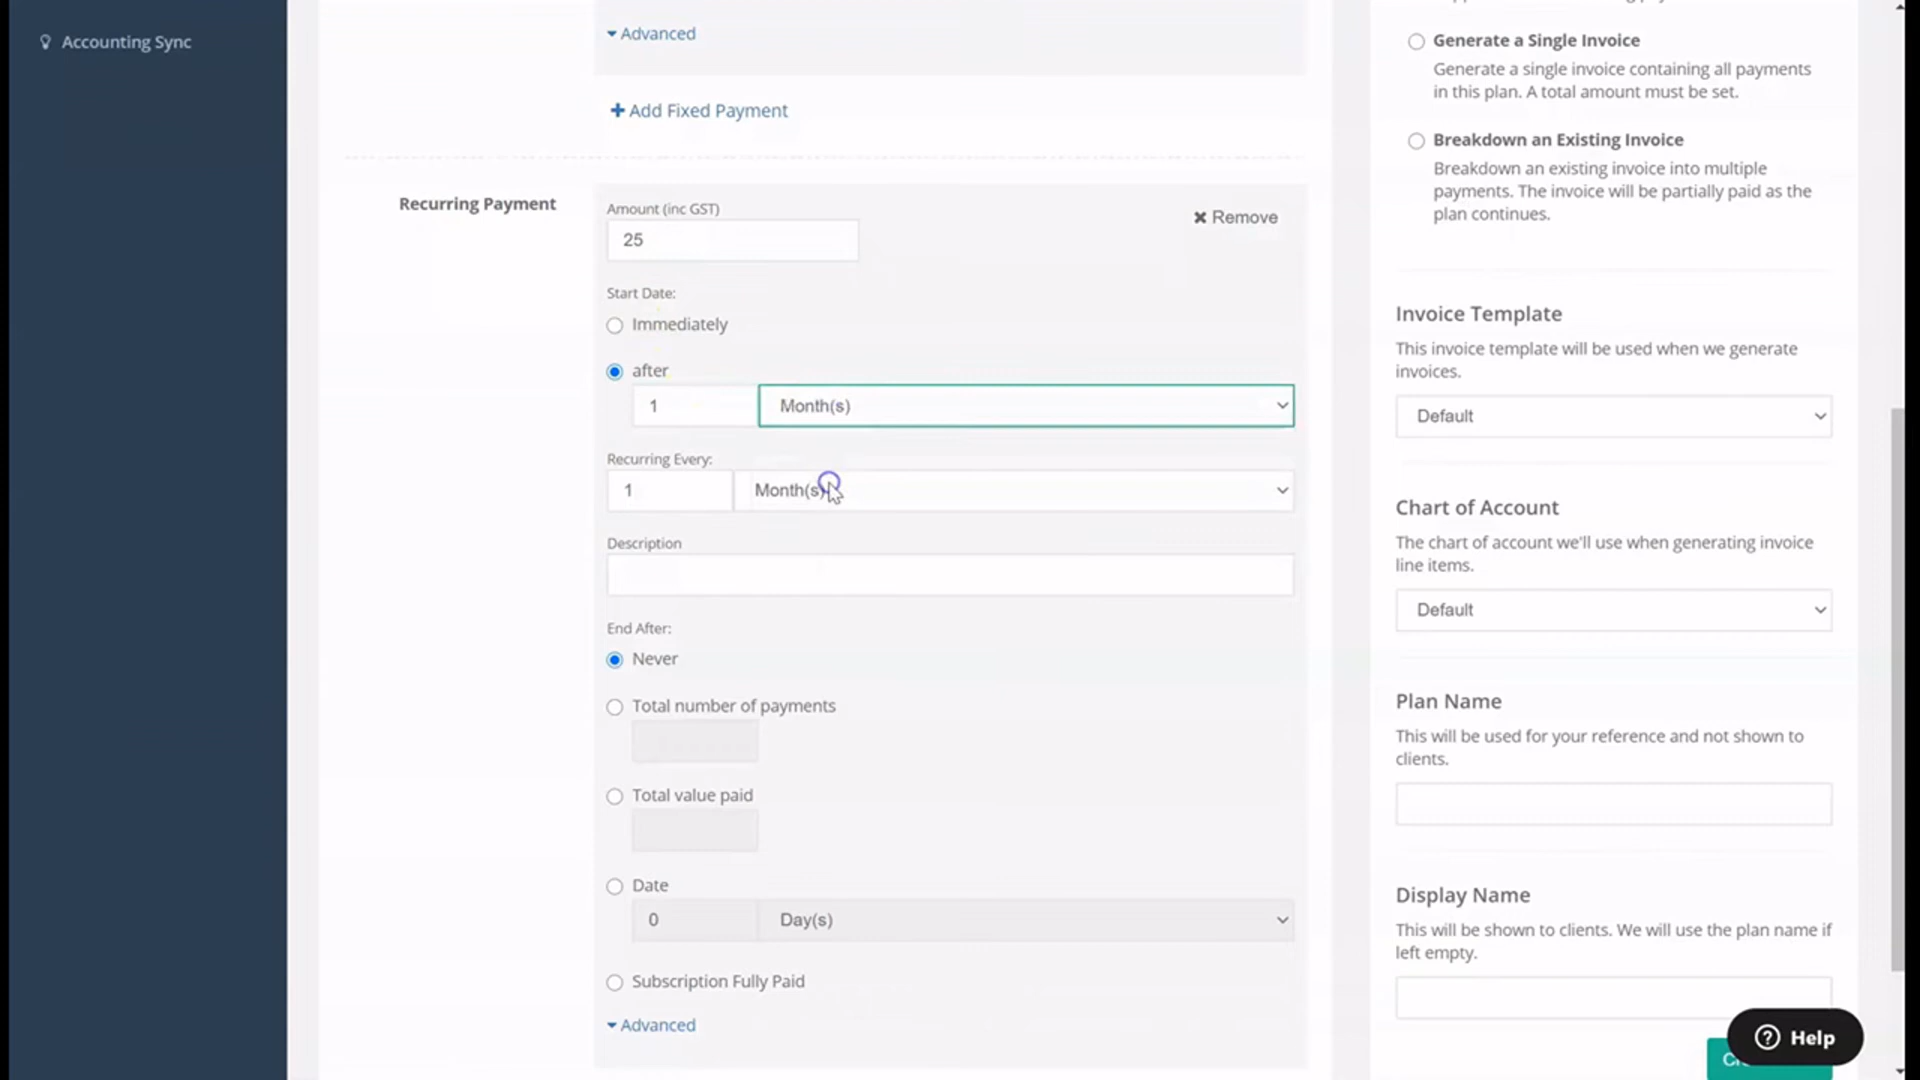 Accounting Sync
Advanced
Add Fixed Payment
Recurring Payment
Amount (inc GST)
Remove
25
Start Date:
Immediately
after
1
Month(s)
Recurring Every:
1
Month(s)
Description
End After:
Never
Total number of payments
Total value paid
Date
0
Day(s)
Subscription Fully Paid
Advanced
Generate a Single Invoice
Generate a single invoice containing all payments
in this plan. A total amount must be set.
Breakdown an Existing Invoice
Breakdown an existing invoice into multiple
payments. The invoice will be partially paid as the
plan continues.
Invoice Template
This invoice template will be used when we generate
invoices.
Default
Chart of Account
The chart of account we'll use when generating invoice
line items.
Default
Plan Name
This will be used for your reference and not shown to
clients.
Display Name
This will be shown to clients. We will use the plan name if
left empty.
Help